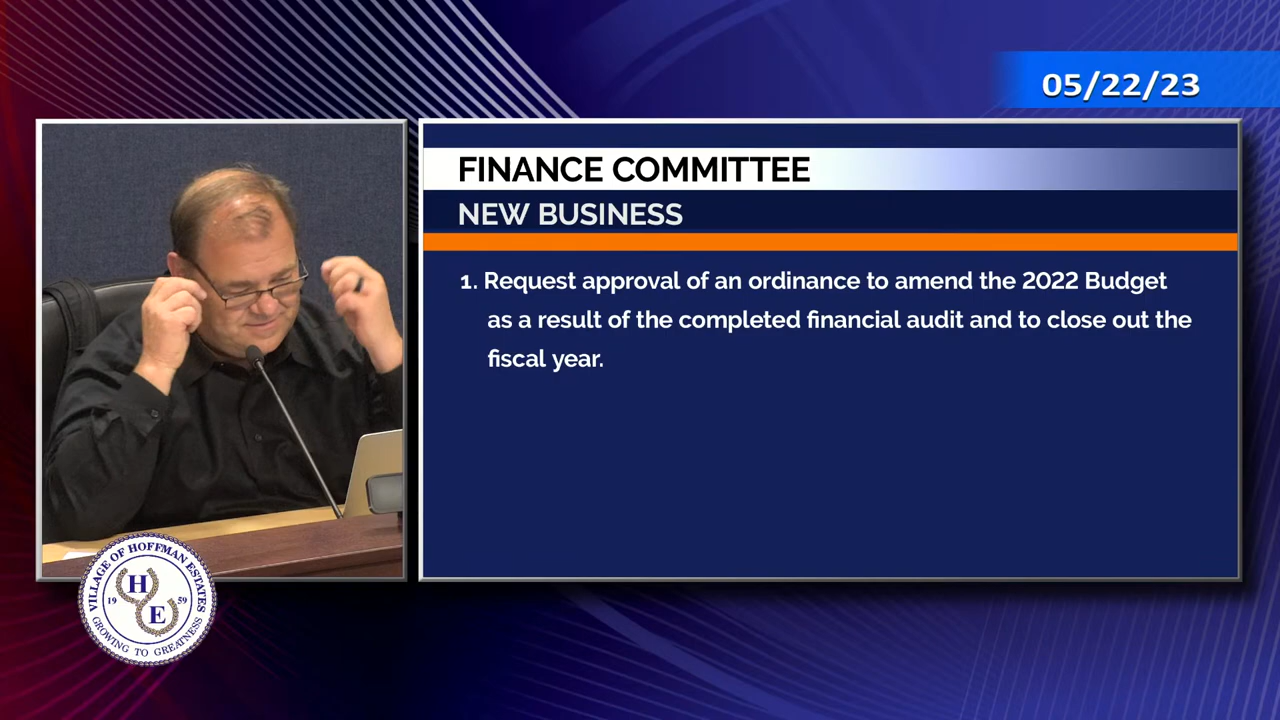 05/22/23
FINANCE COMMITTEE
NEW BUSINESS
1. Request approval of an ordinance to amend the 2022 Budget
as a result of the completed financial audit and to close out the
fiscal year.
VILLAGE OF HOFFMAN ESTATES
H
19 59
E
GROWING TO GREATNESS